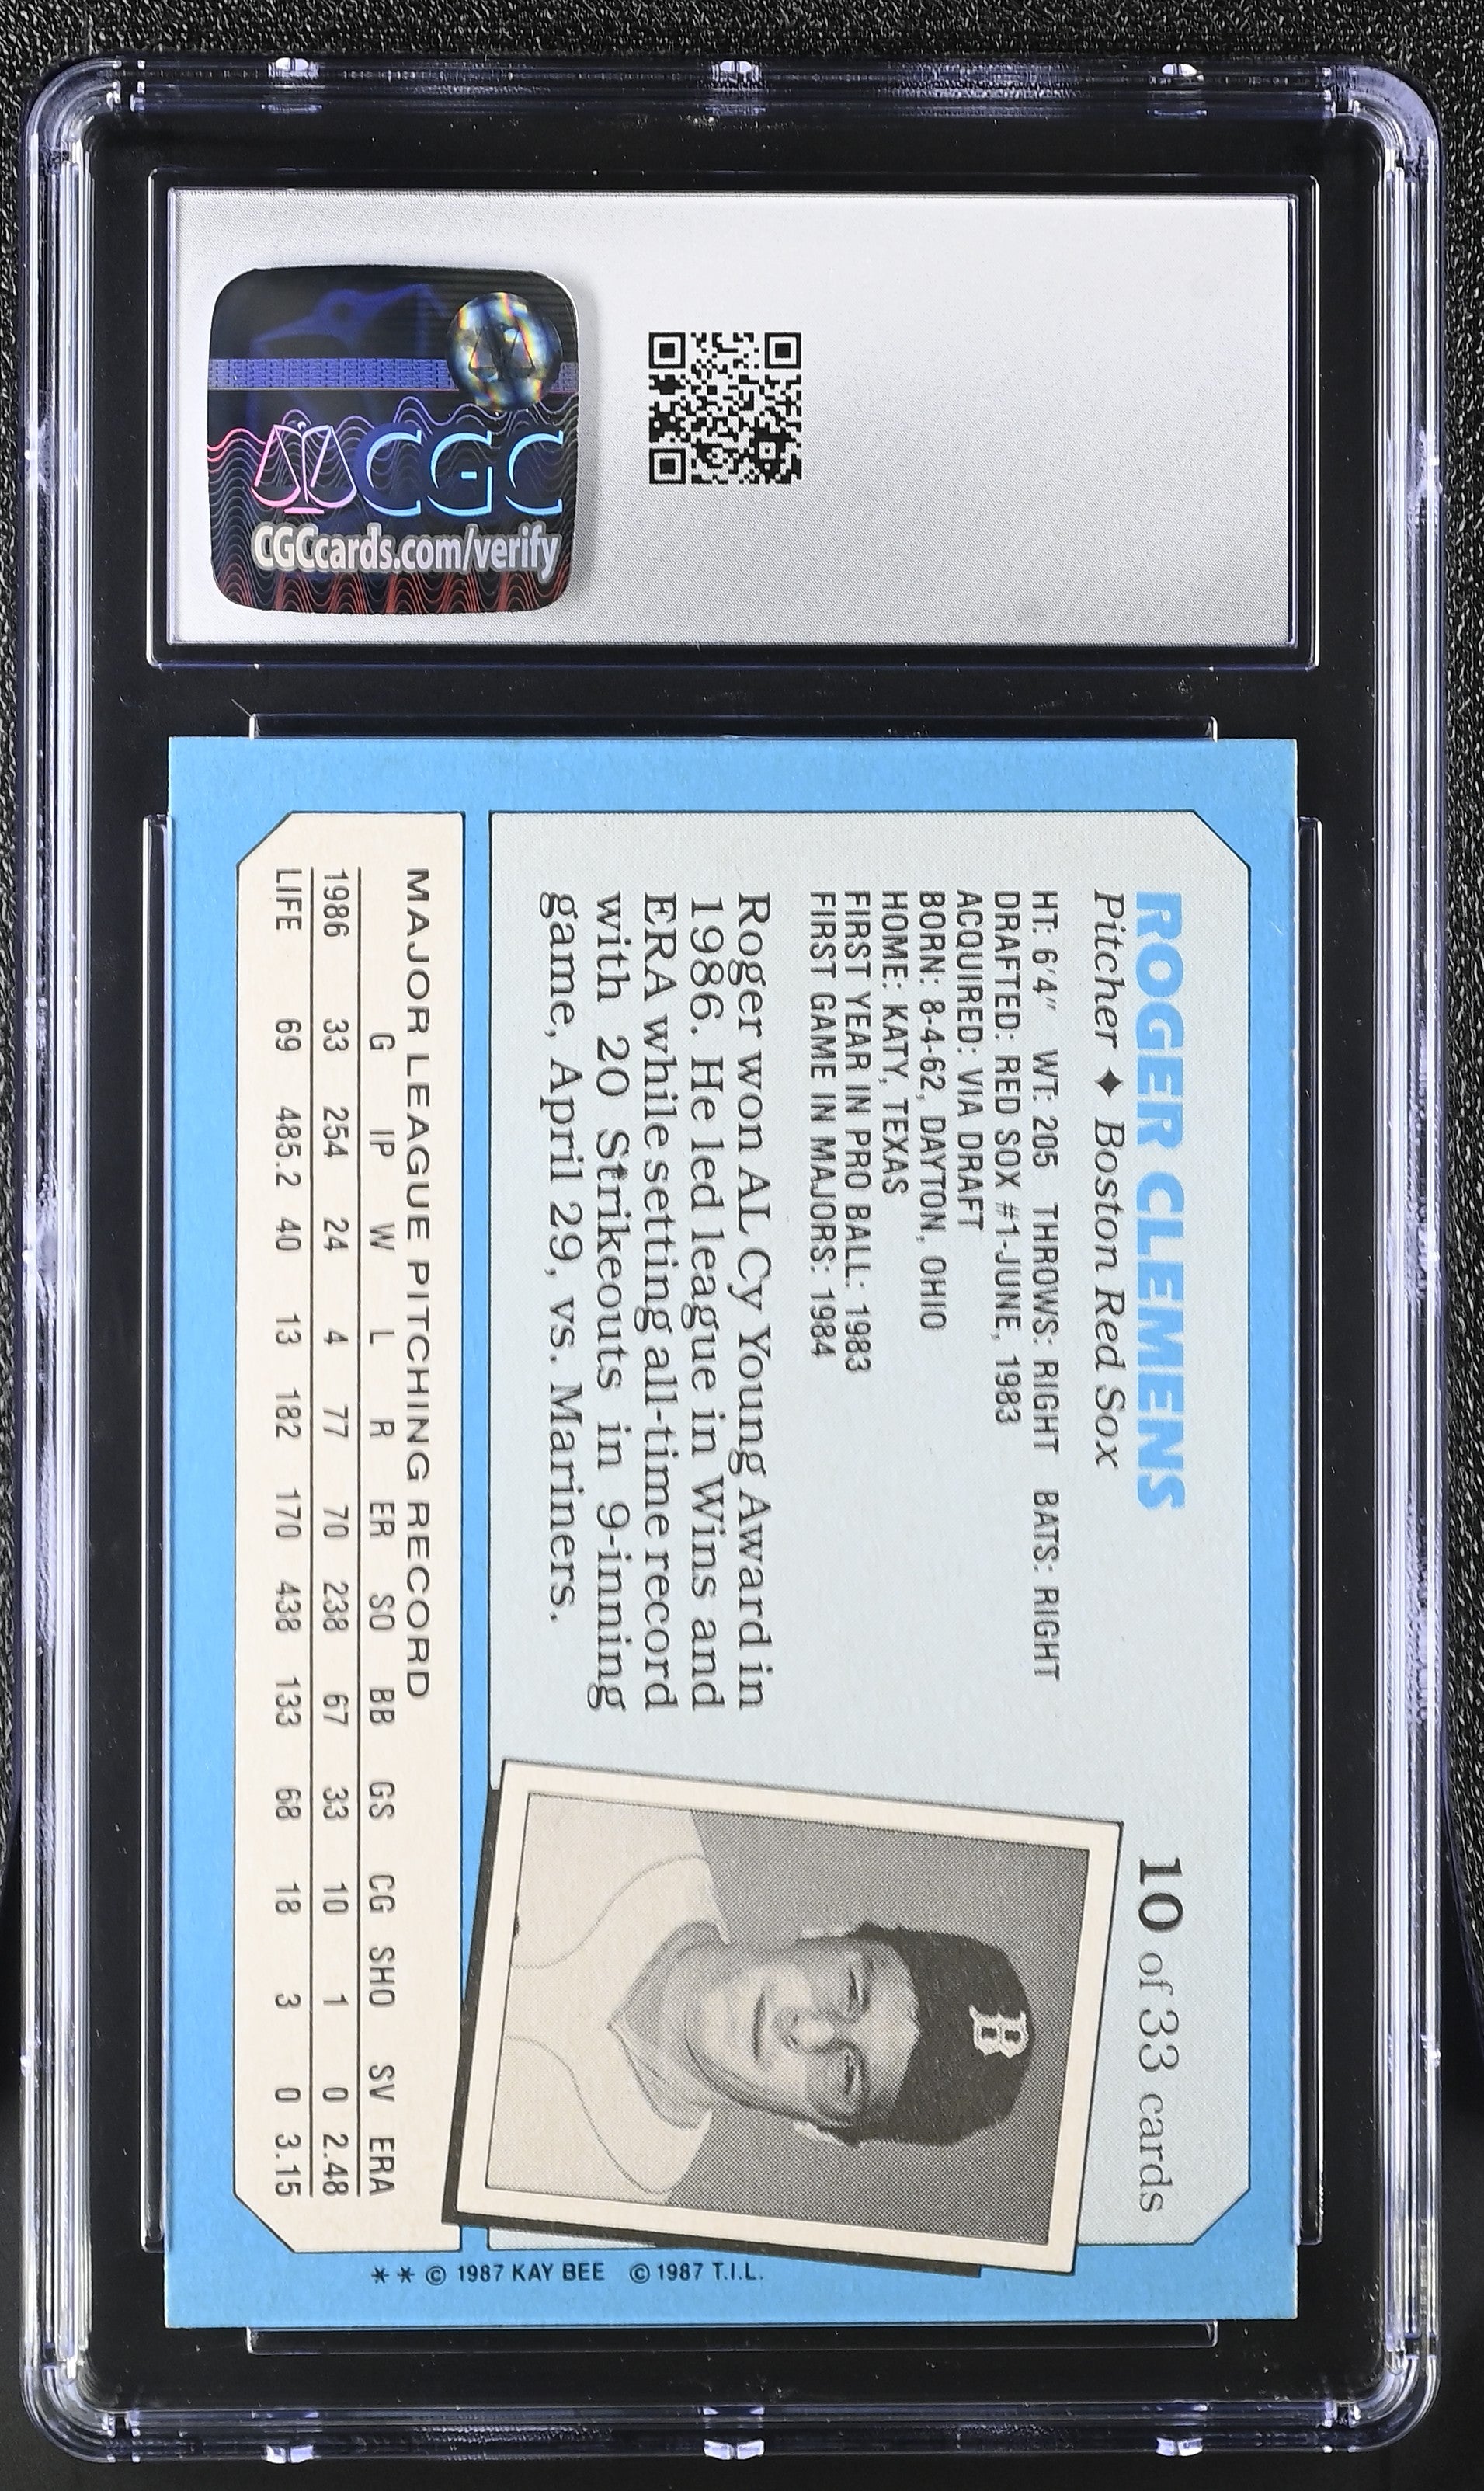 CGC
CGCcards.com/verify
ROGER CLEMENS
10 of 33 cards
Pitcher ♦ Boston Red Sox
HT: 6'4" WT: 205 THROWS: RIGHT BATS: RIGHT
DRAFTED: RED SOX #1-JUNE, 1983
ACQUIRED: VIA DRAFT
BORN: 8-4-62, DAYTON, OHIO
HOME: KATY, TEXAS
FIRST YEAR IN PRO BALL: 1983
FIRST GAME IN MAJORS: 1984
Roger won AL Cy Young Award in
1986. He led league in Wins and
ERA while setting all-time record
with 20 Strikeouts in 9-inning
game, April 29, vs. Mariners.
B
MAJOR LEAGUE PITCHING RECORD
G IP W L R ER SO BB GS CG SHO SV ERA
1986 33 254 24 4 77 70 238 67 33 10 1 0 2.48
LIFE 69 485.2 40 13 182 170 438 133 68 18 3 0 3.15
** © 1987 KAY BEE © 1987 T.I.L.